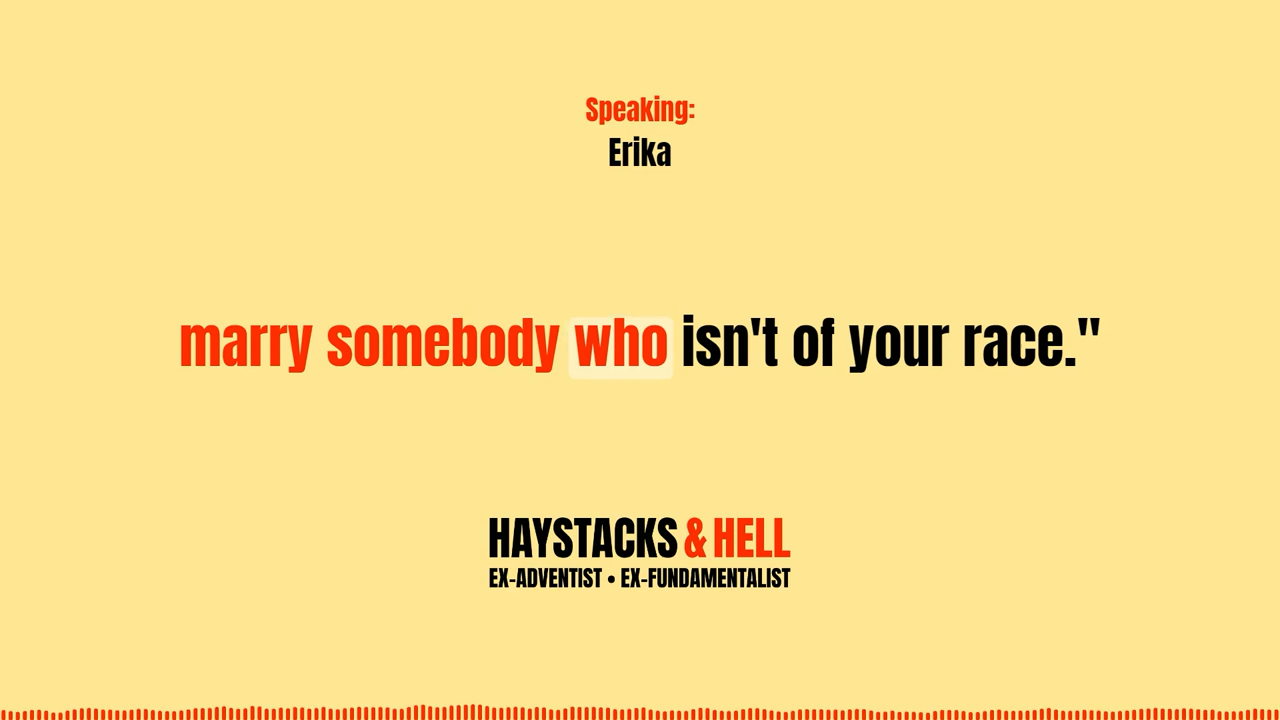 Speaking:
Erika
marry somebody who isn't of your race."
HAYSTACKS & HELL
EX-ADVENTIST • EX-FUNDAMENTALIST